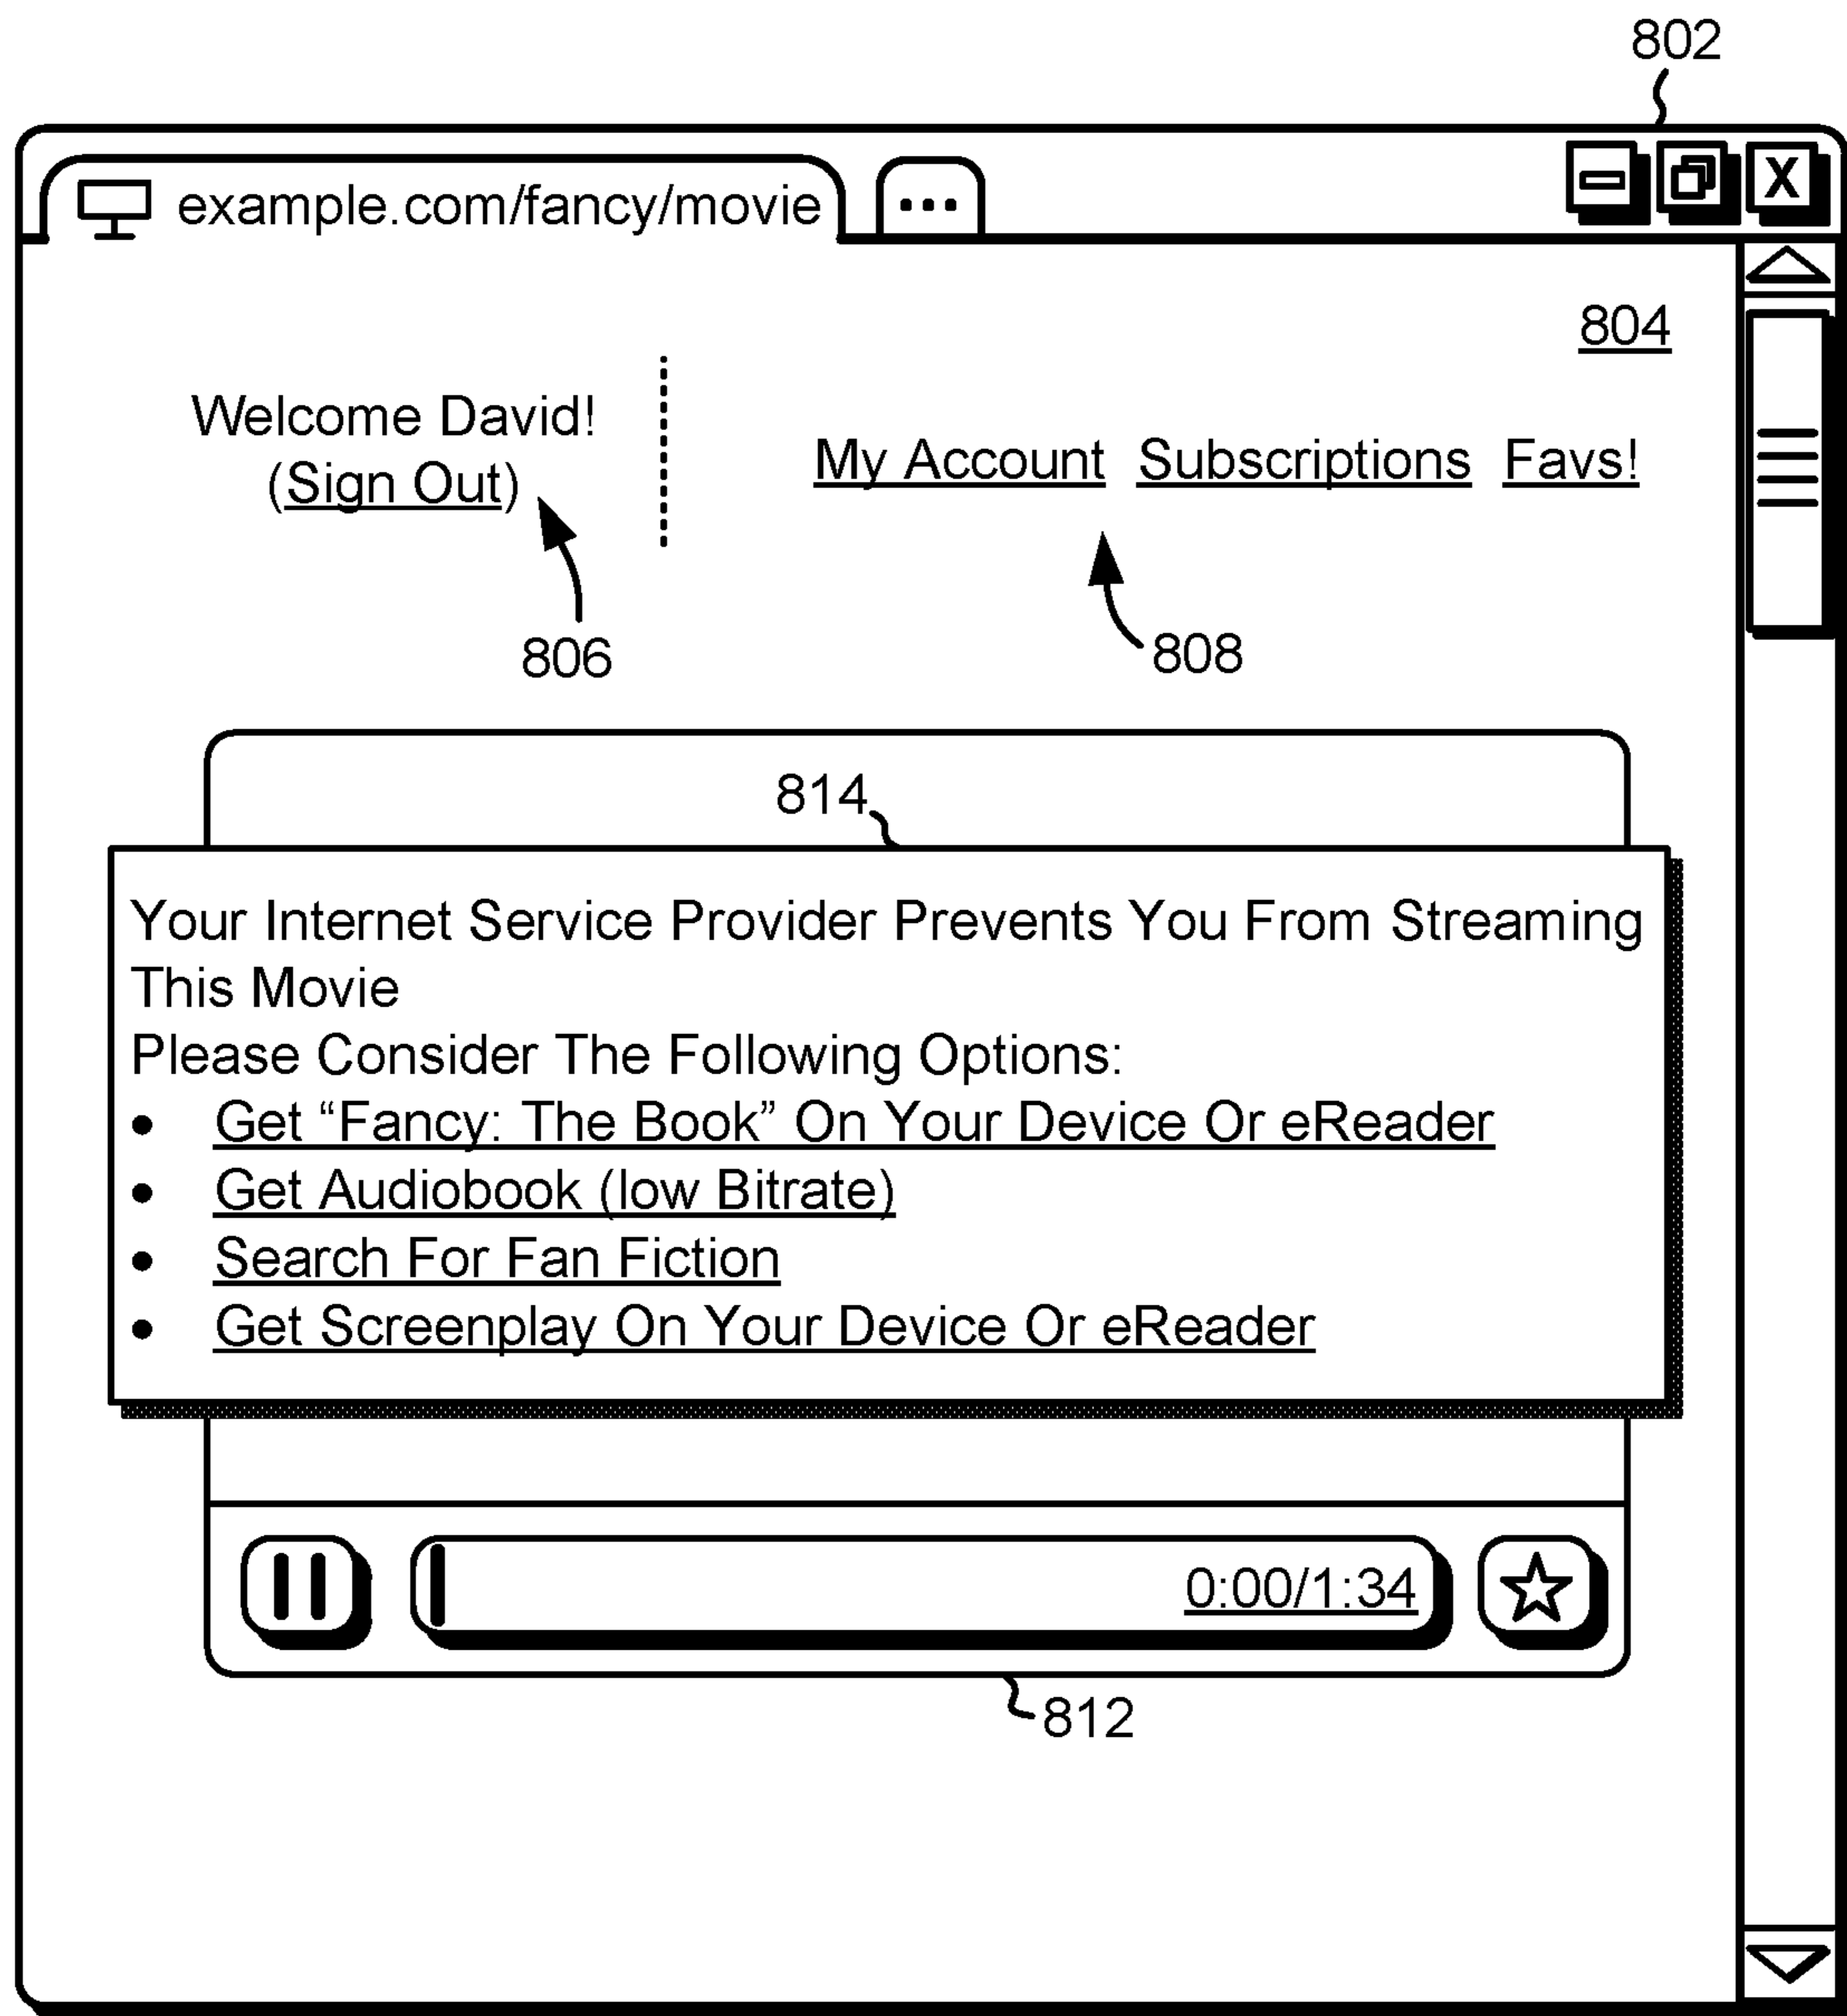 802
example.com/fancy/movie
...
X
804
Welcome David!
(Sign Out)
My Account Subscriptions Favs!
806
808
814
Your Internet Service Provider Prevents You From Streaming
This Movie
Please Consider The Following Options:
• Get “Fancy: The Book” On Your Device Or eReader
• Get Audiobook (low Bitrate)
• Search For Fan Fiction
• Get Screenplay On Your Device Or eReader
0:00/1:34
812